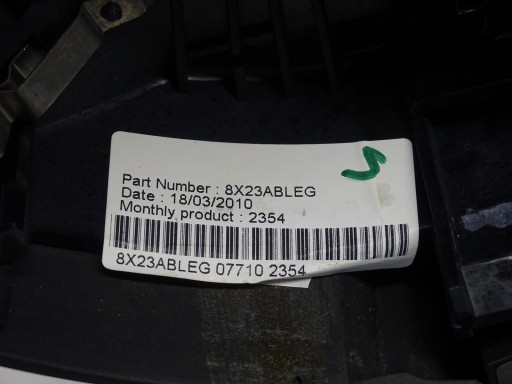 Part Number : 8X23ABLEG
Date : 18/03/2010
Monthly product : 2354
8X23ABLEG 07710 2354